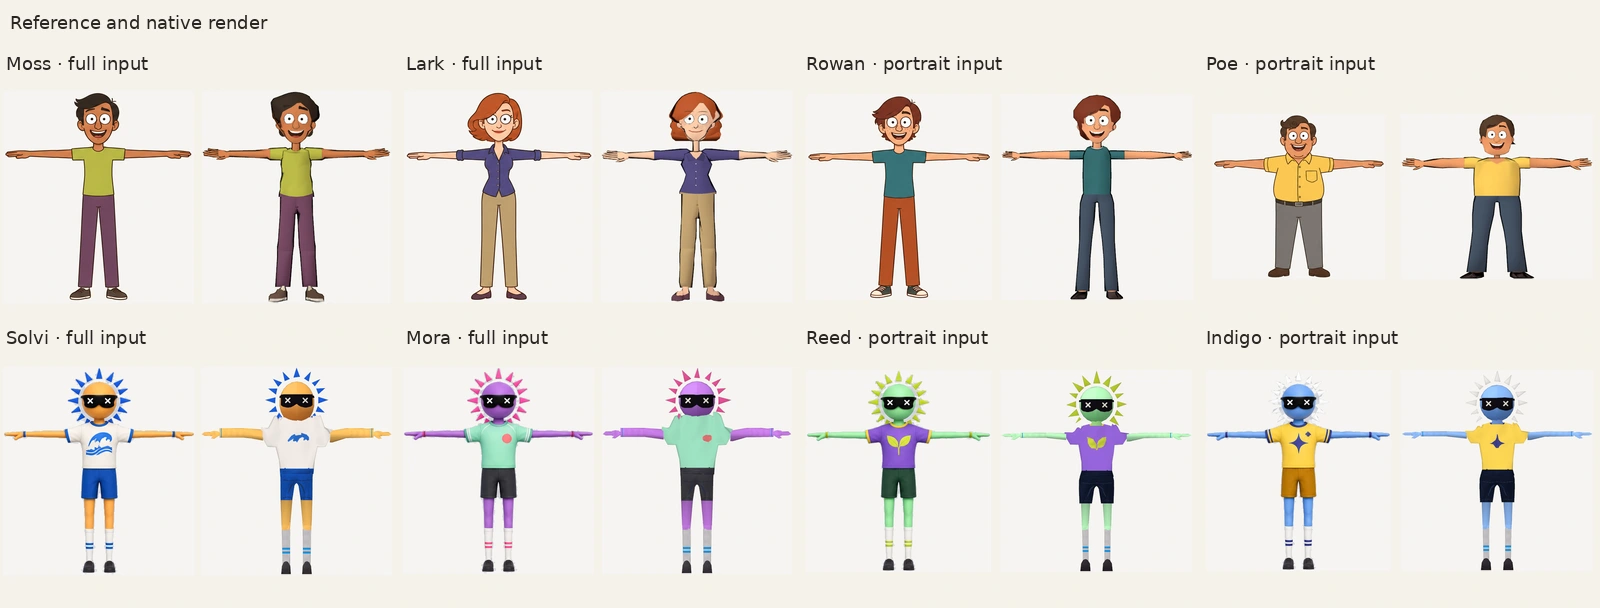 Reference and native render
Moss · full input
Lark · full input
Rowan · portrait input
Poe · portrait input
Solvi · full input
Mora · full input
Reed · portrait input
Indigo · portrait input